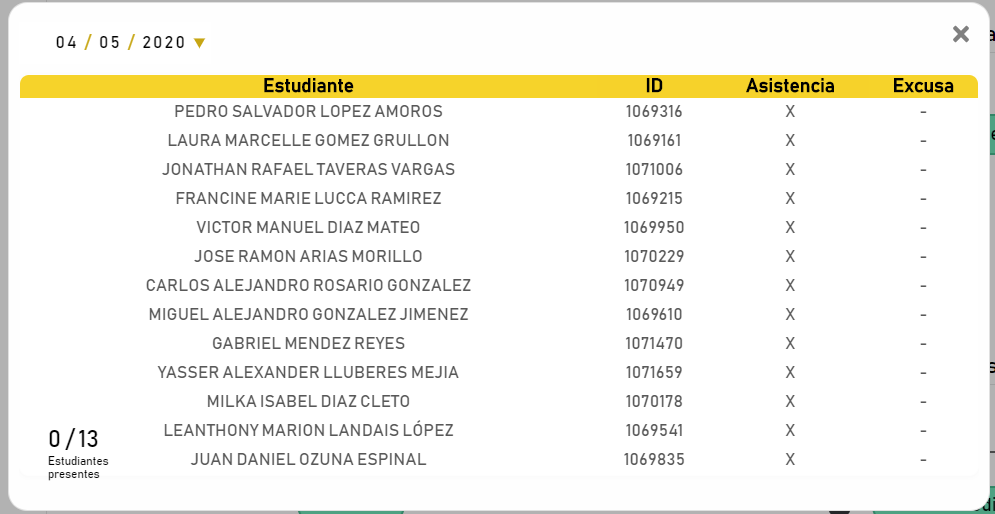 04 / 05 / 2020
Estudiante ID Asistencia Excusa
PEDRO SALVADOR LOPEZ AMOROS 1069316 X -
LAURA MARCELLE GOMEZ GRULLON 1069161 X -
JONATHAN RAFAEL TAVERAS VARGAS 1071006 X -
FRANCINE MARIE LUCCA RAMIREZ 1069215 X -
VICTOR MANUEL DIAZ MATEO 1069950 X -
JOSE RAMON ARIAS MORILLO 1070229 X -
CARLOS ALEJANDRO ROSARIO GONZALEZ 1070949 X -
MIGUEL ALEJANDRO GONZALEZ JIMENEZ 1069610 X -
GABRIEL MENDEZ REYES 1071470 X -
YASSER ALEXANDER LLUBERES MEJIA 1071659 X -
MILKA ISABEL DIAZ CLETO 1070178 X -
LEANTHONY MARION LANDAIS LÓPEZ 1069541 X -
JUAN DANIEL OZUNA ESPINAL 1069835 X -
0 / 13
Estudiantes
presentes